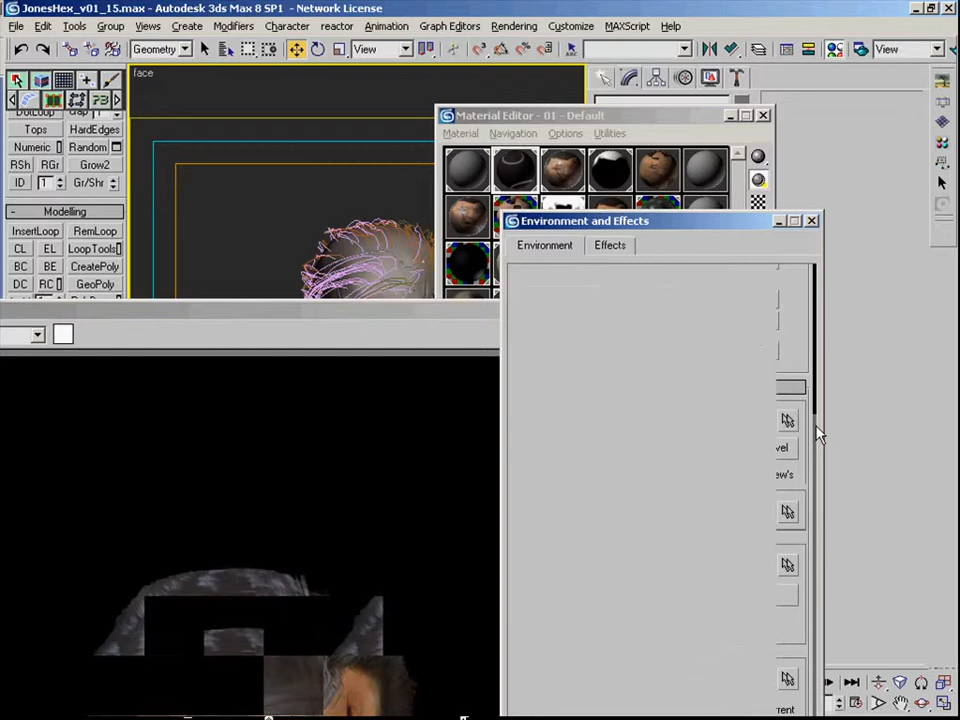 JonesHex_v01_15.max - Autodesk 3ds Max 8 SP1 - Network License
File Edit Tools Group Views Create Modifiers Character reactor Animation Graph Editors Rendering Customize MAXScript Help
Geometry View View
face
DotLoop Gap
Tops HardEdges
Numeric Random
RSh RGr Grow2
ID 1 Gr/Shr
- Modelling
InsertLoop RemLoop
CL EL LoopTools
BC BE CreatePoly
DC RC GeoPoly
Material Editor - 01 - Default
Material Navigation Options Utilities
Environment and Effects
Environment Effects
vel
ew's
rent